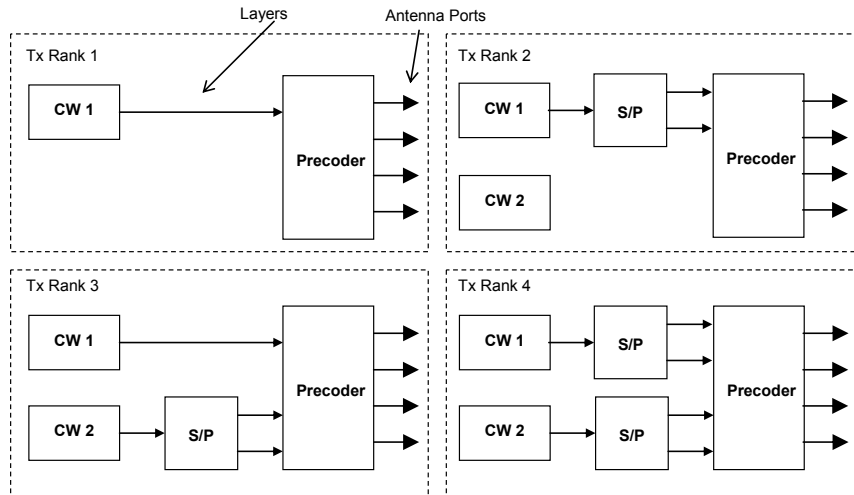 Layers
Antenna Ports
Tx Rank 1
CW 1
Precoder
Tx Rank 2
CW 1
S/P
Precoder
CW 2
Tx Rank 3
CW 1
Precoder
CW 2
S/P
Tx Rank 4
CW 1
S/P
Precoder
CW 2
S/P